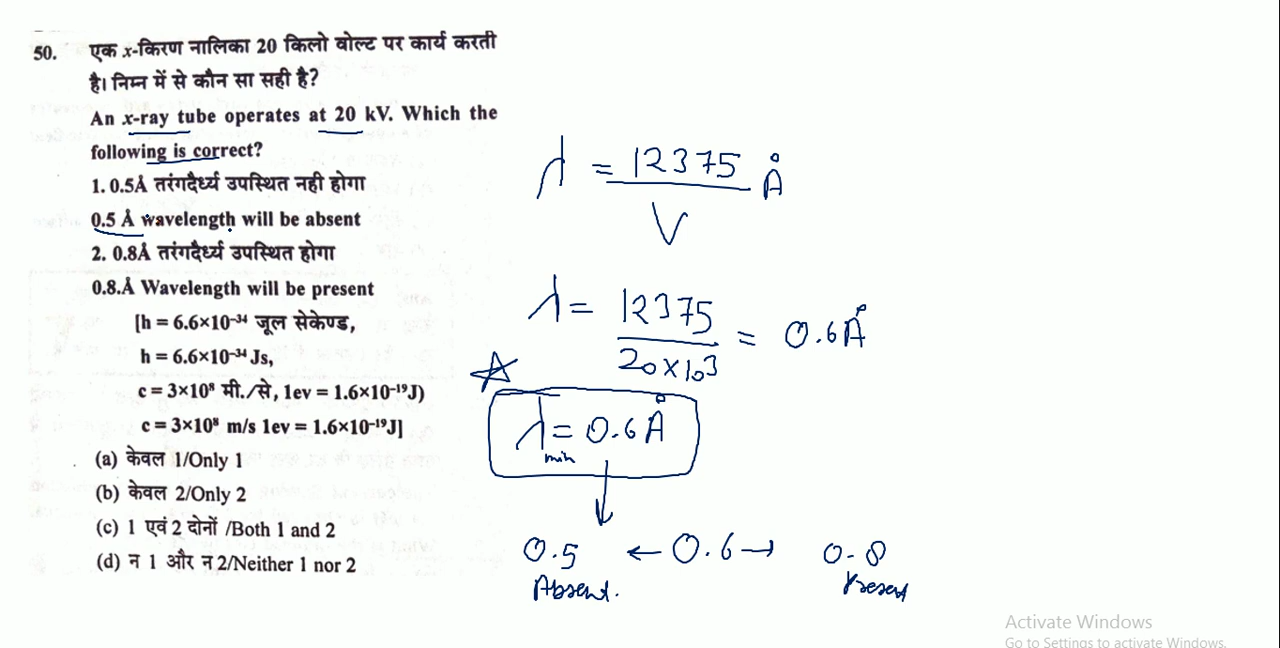 50. एक x-किरण नालिका 20 किलो वोल्ट पर कार्य करती
है। निम्न में से कौन सा सही है?
An x-ray tube operates at 20 kV. Which the
following is correct?
1. 0.5Å तरंगदैर्ध्य उपस्थित नही होगा
0.5 Å wavelength will be absent
2. 0.8Å तरंगदैर्ध्य उपस्थित होगा
0.8.Å Wavelength will be present
[h = 6.6×10⁻³⁴ जूल सेकेण्ड,
h = 6.6×10⁻³⁴ Js,
c = 3×10⁸ मी./से, 1ev = 1.6×10⁻¹⁹J)
c = 3×10⁸ m/s 1ev = 1.6×10⁻¹⁹J]
(a) केवल 1/Only 1
(b) केवल 2/Only 2
(c) 1 एवं 2 दोनों /Both 1 and 2
(d) न 1 और न 2/Neither 1 nor 2
λ = 12375 Å
V
λ = 12375 = 0.6Å
20×10³
λmin = 0.6Å
0.5 ← 0.6 → 0.8
Absent. Present
Activate Windows
Go to Settings to activate Windows.